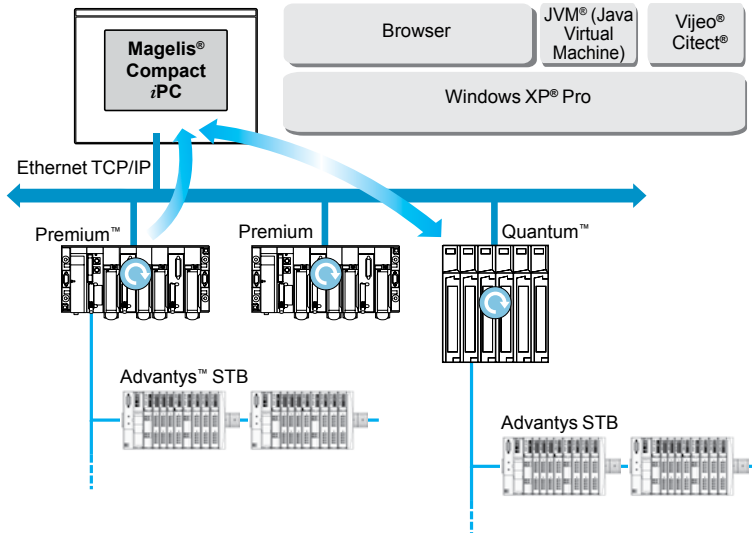 Magelis®
Compact
iPC
Browser
JVM® (Java
Virtual
Machine)
Vijeo®
Citect®
Windows XP® Pro
Ethernet TCP/IP
Premium™
Premium
Quantum™
Advantys™ STB
Advantys STB